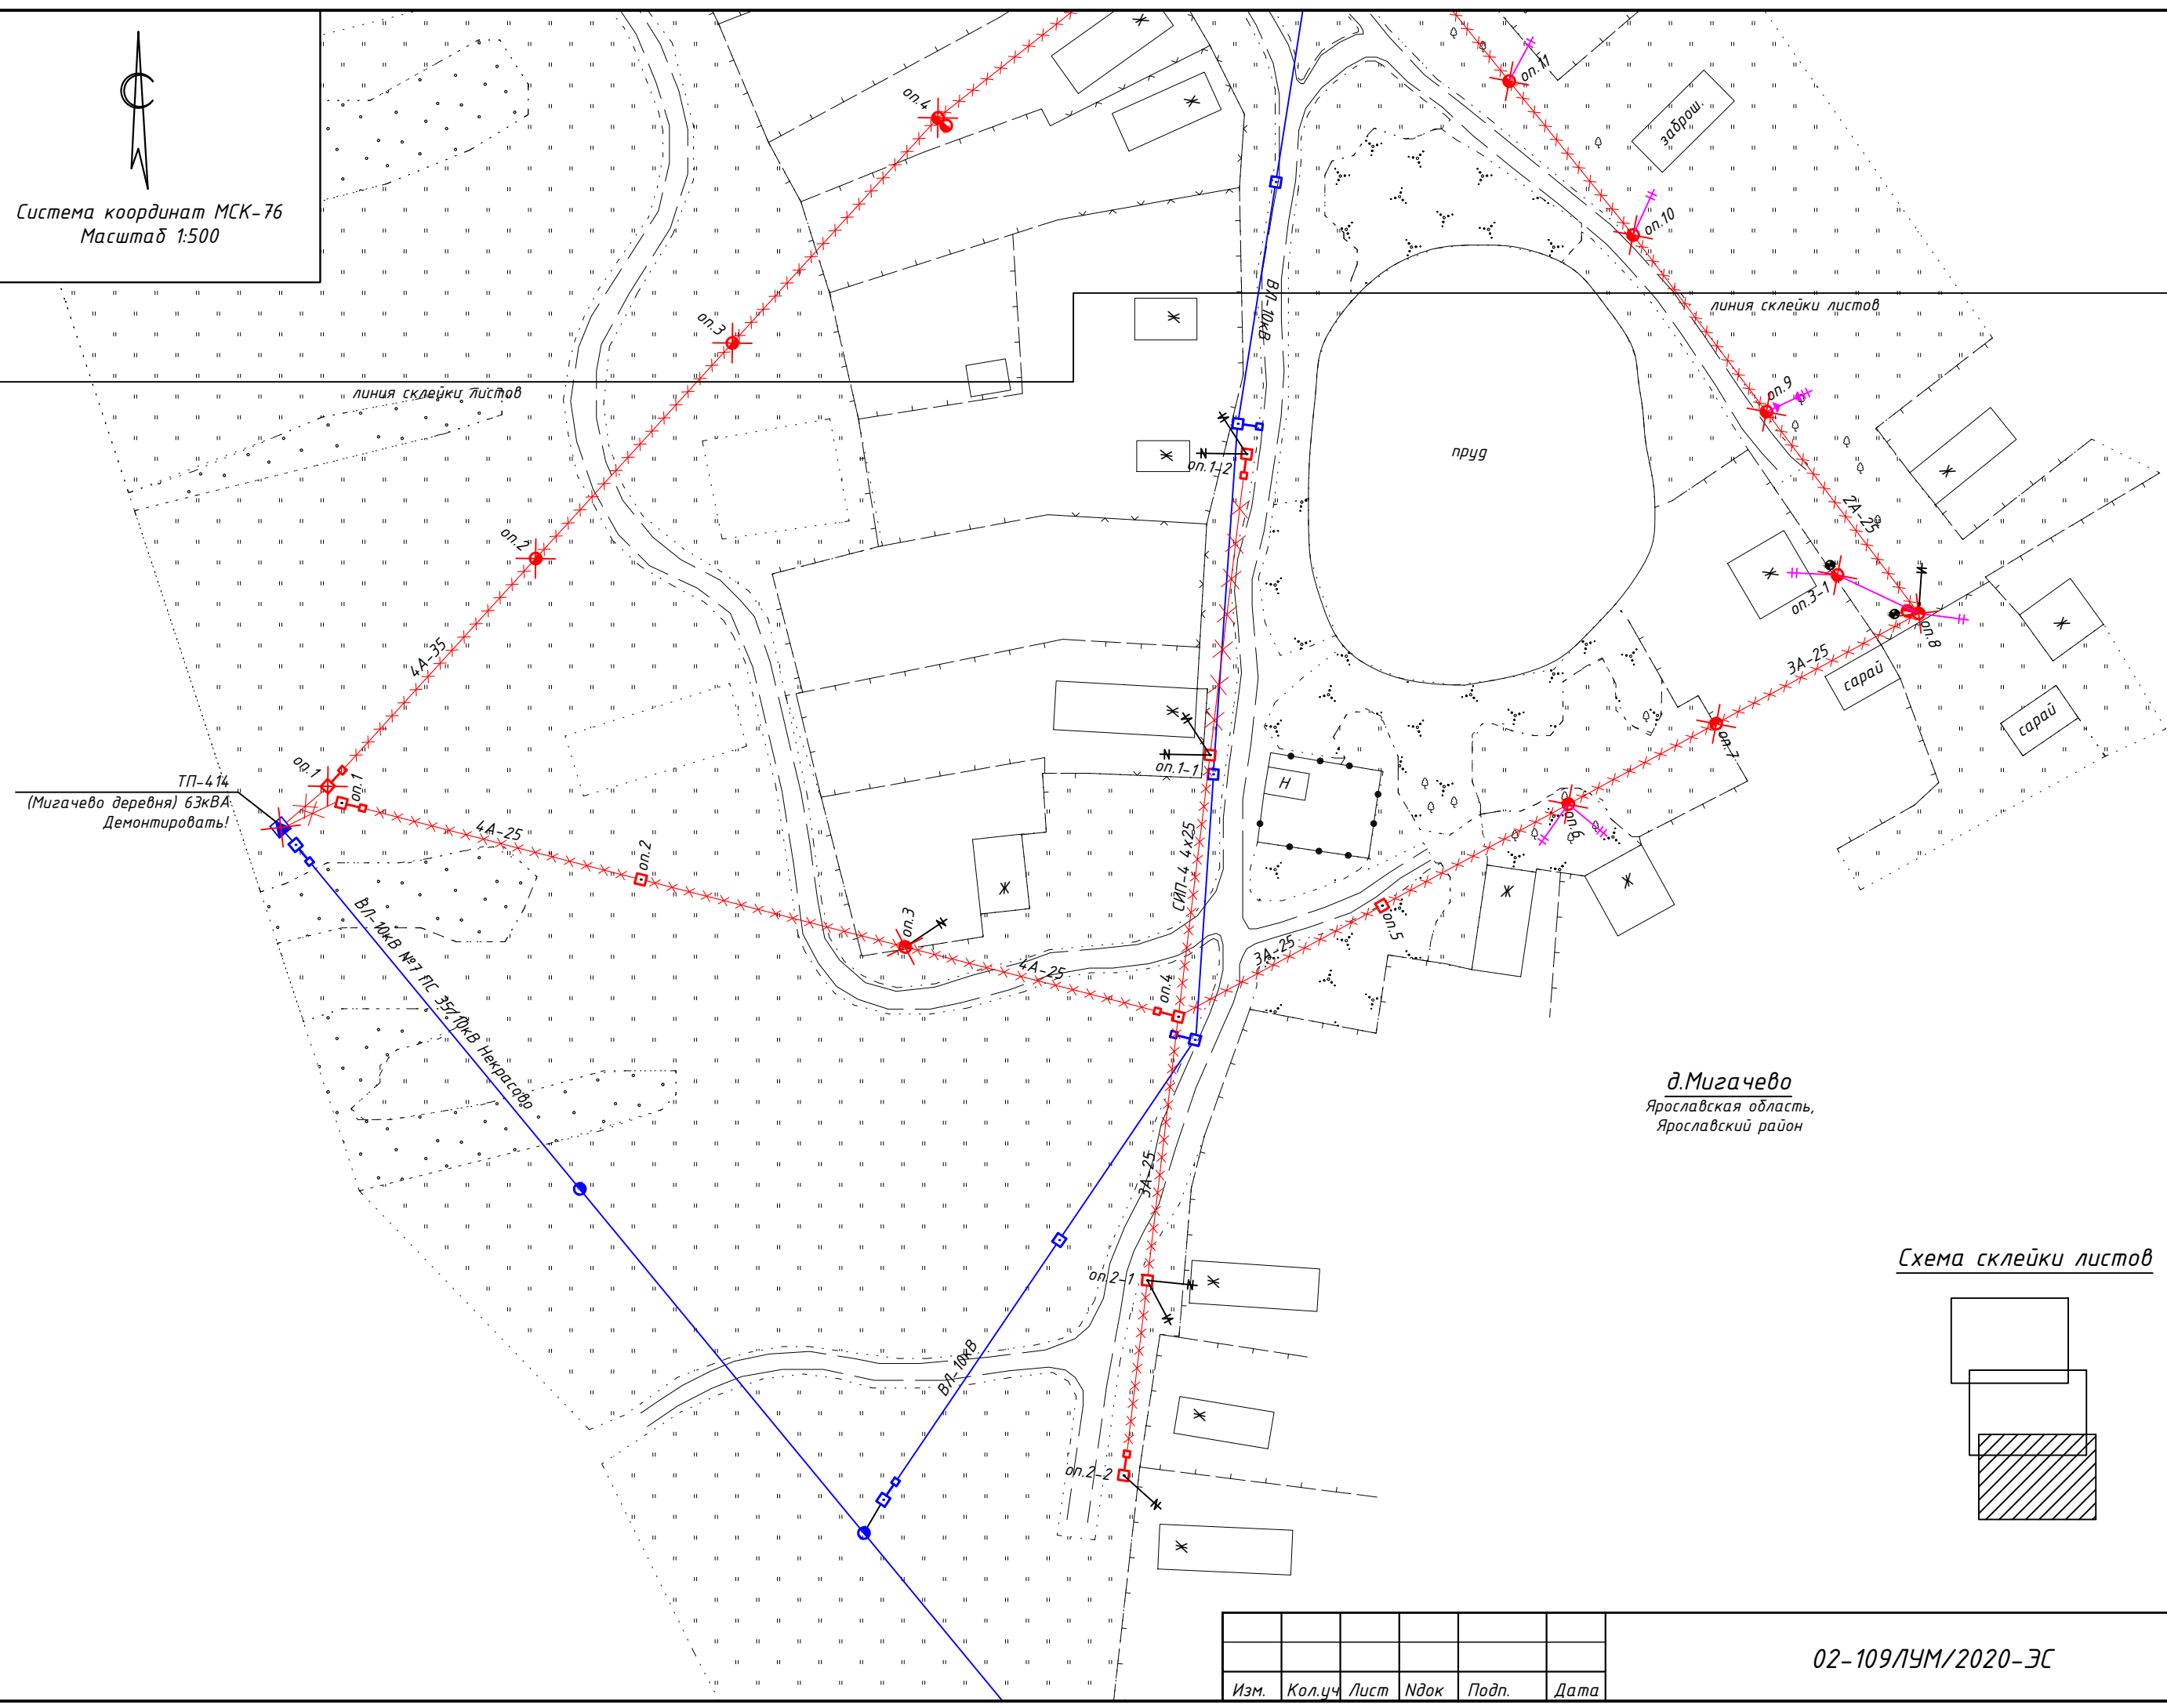 Система координат МСК-76
Масштаб 1:500
оп.4
оп.11
заброш.
оп.10
оп.3
линия склейки листов
ВЛ-10кВ
линия склейки листов
оп.9
Ж
Ж
Ж
оп.1-2
Ж
пруд
Ж
2А-25
оп.2
Ж
оп.3-1
оп.8
Ж
4А-35
3А-25
сарай
сарай
Ж
оп.7
оп.1
оп.1
оп.1-1
Н
ТП-414
(Мигачево деревня) 63кВА
Демонтировать!
4А-25
оп.2
СИП-4 4х25
оп.6
Ж
Ж
Ж
ВЛ-10кВ №7 ПС 35/10кВ Некрасово
оп.3
оп.5
4А-25
3А-25
оп.4
д.Мигачево
Ярославская область,
Ярославский район
3А-25
оп.2-1
Ж
Схема склейки листов
ВЛ-10кВ
Ж
оп.2-2
Ж
02-109ЛУМ/2020-ЭС
Изм.
Кол.уч
Лист
Nдок
Подп.
Дата